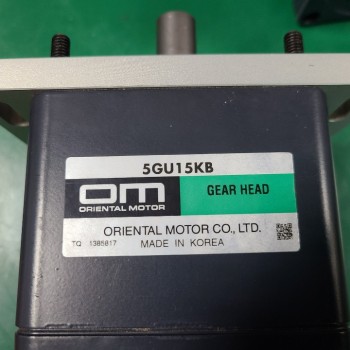 5GU15KB
om
ORIENTAL MOTOR
GEAR HEAD
ORIENTAL MOTOR CO., LTD.
TQ 1385817
MADE IN KOREA